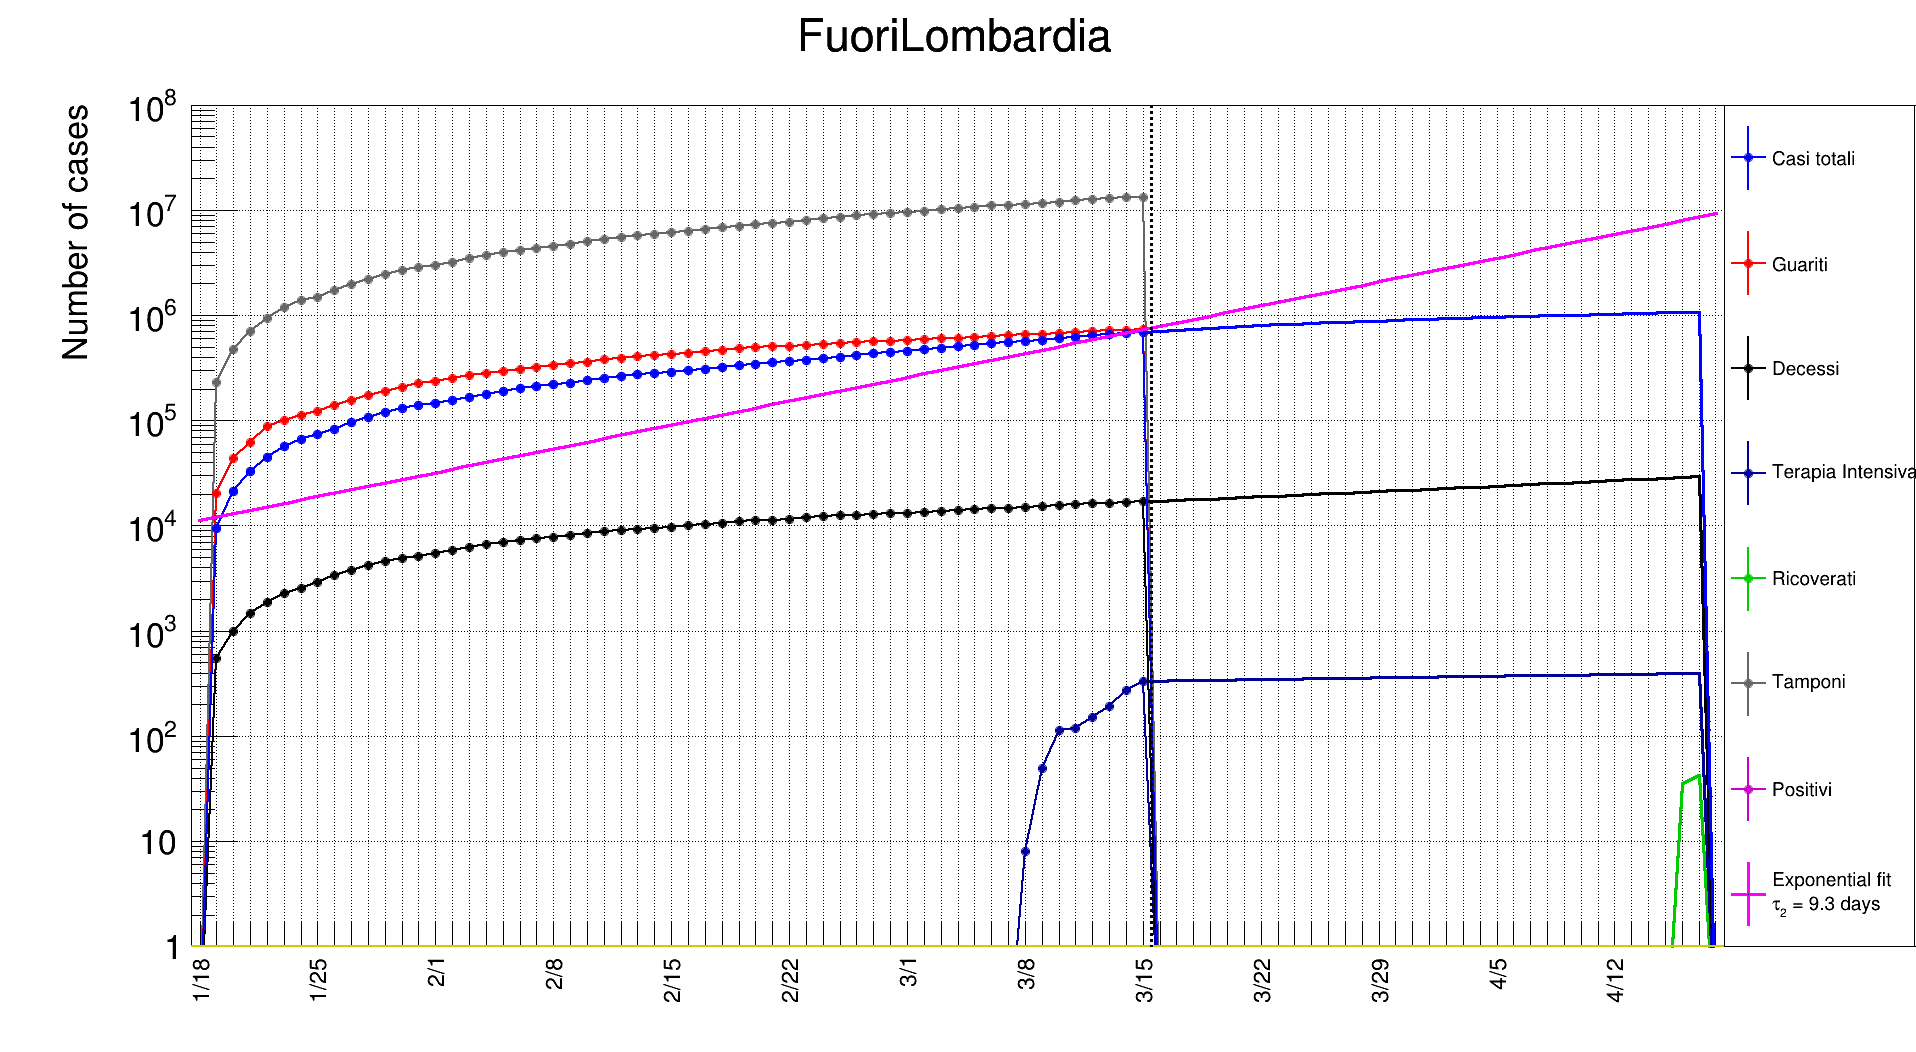 FuoriLombardia
Number of cases
10^8
10^7
10^6
10^5
10^4
10^3
10^2
10
1
1/18
1/25
2/1
2/8
2/15
2/22
3/1
3/8
3/15
3/22
3/29
4/5
4/12
Casi totali
Guariti
Decessi
Terapia Intensiva
Ricoverati
Tamponi
Positivi
Exponential fit
τ_2 = 9.3 days